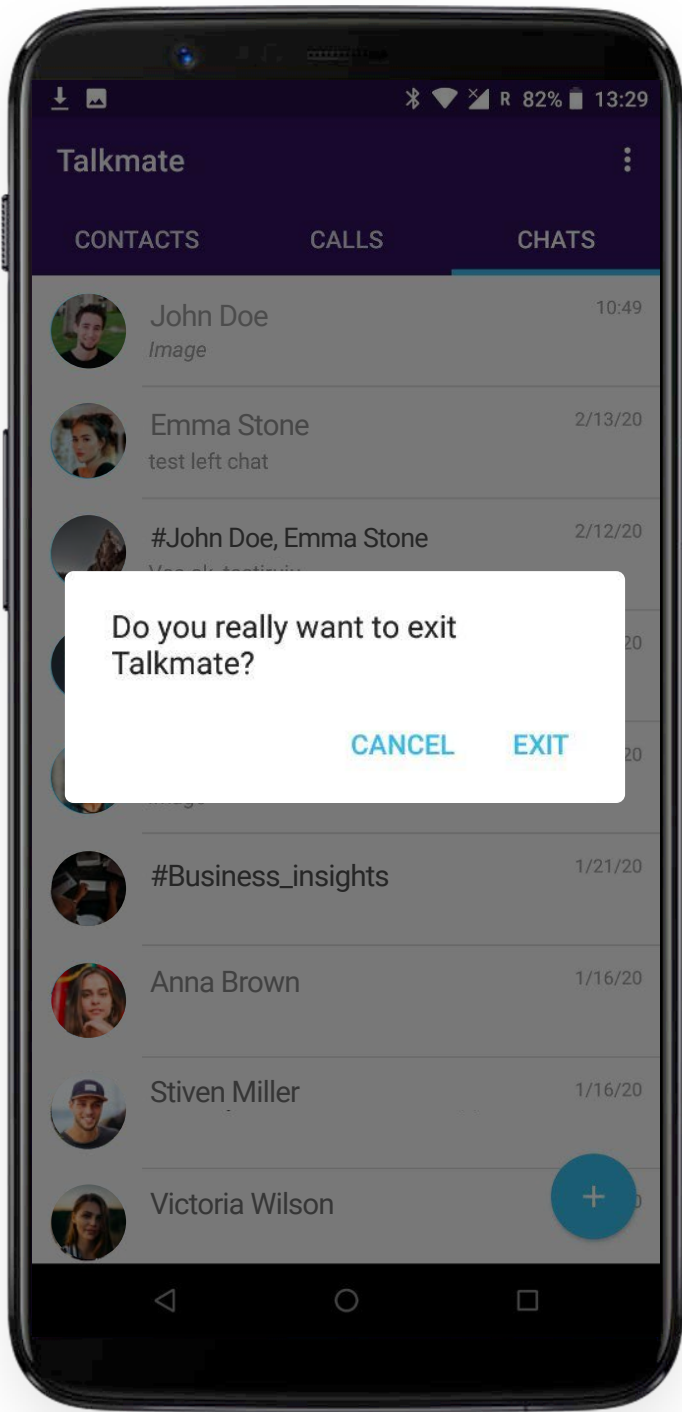 R 82% 13:29
Talkmate
CONTACTS CALLS CHATS
John Doe 10:49
Image
Emma Stone 2/13/20
test left chat
#John Doe, Emma Stone 2/12/20
Do you really want to exit
Talkmate?
20
CANCEL EXIT
20
#Business_insights 1/21/20
Anna Brown 1/16/20
Stiven Miller 1/16/20
Victoria Wilson
+